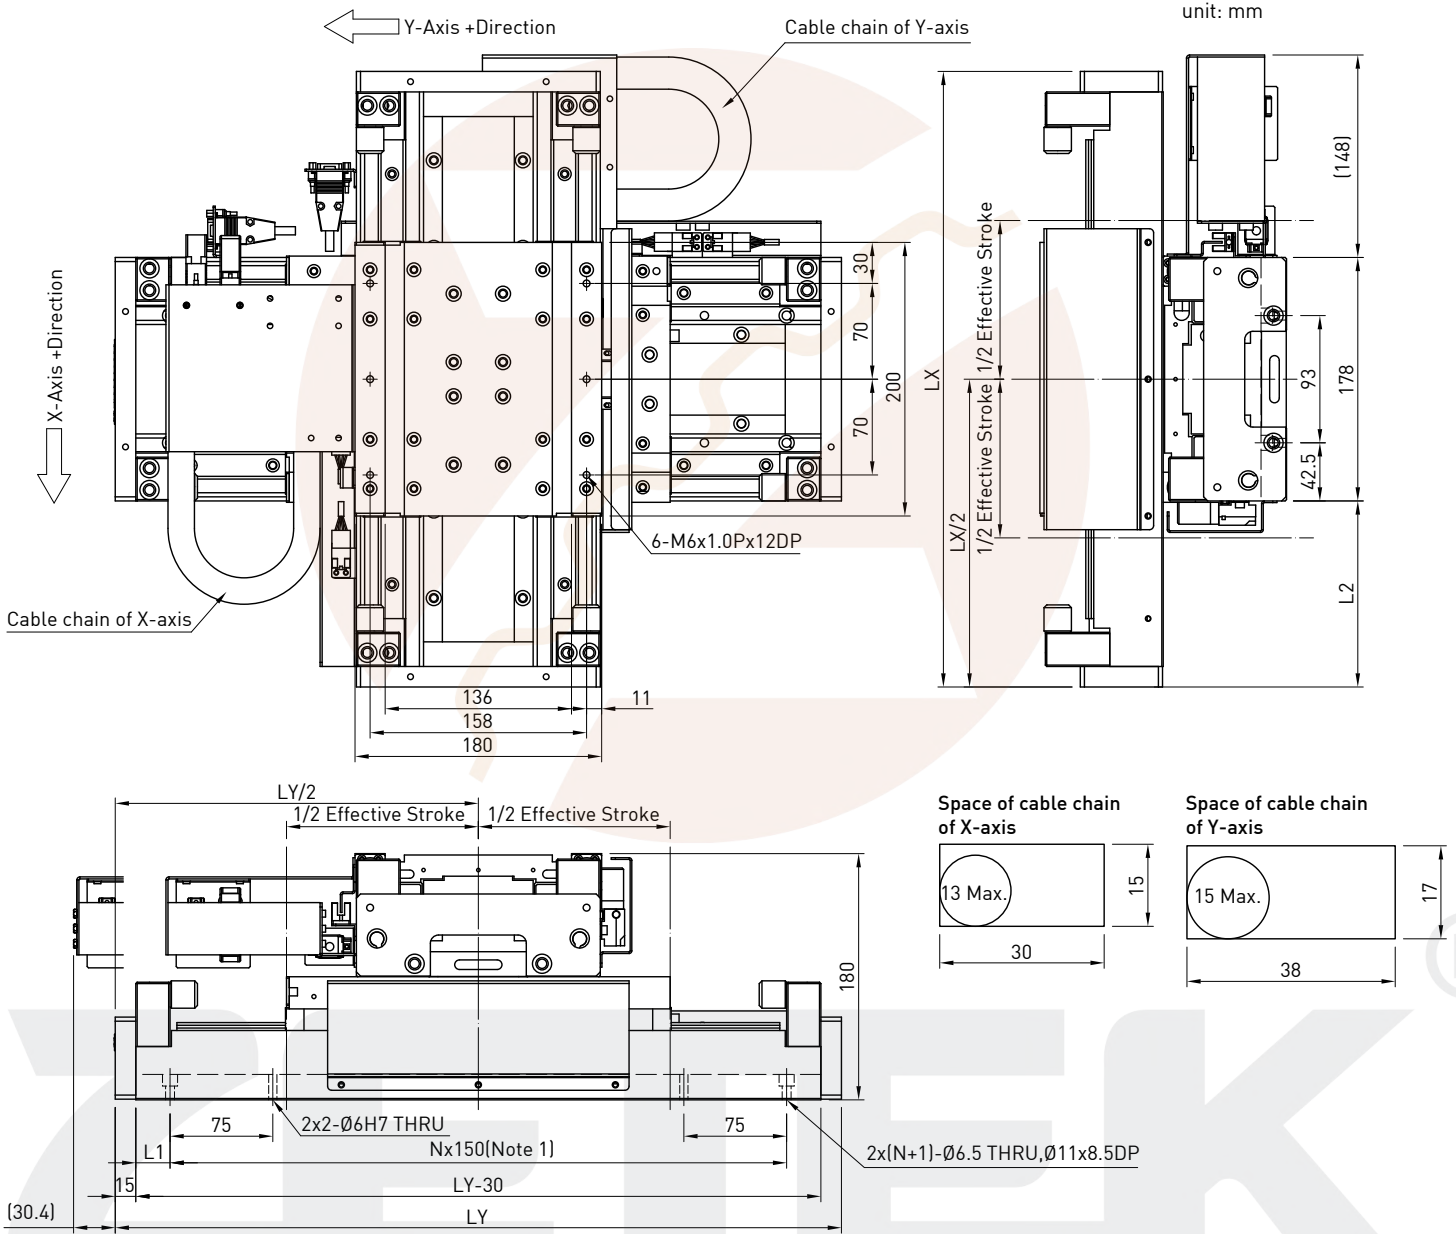 unit: mm
Y-Axis +Direction
Cable chain of Y-axis
X-Axis +Direction
30
70
200
70
6-M6x1.0Px12DP
Cable chain of X-axis
136
11
158
180
LX
LX/2
1/2 Effective Stroke
1/2 Effective Stroke
(148)
178
93
42.5
L2
LY/2
1/2 Effective Stroke
1/2 Effective Stroke
180
75
2x2-Ø6H7 THRU
75
L1
Nx150(Note 1)
2x(N+1)-Ø6.5 THRU,Ø11x8.5DP
15
LY-30
(30.4)
LY
Space of cable chain
of X-axis
13 Max.
15
30
Space of cable chain
of Y-axis
15 Max.
17
38